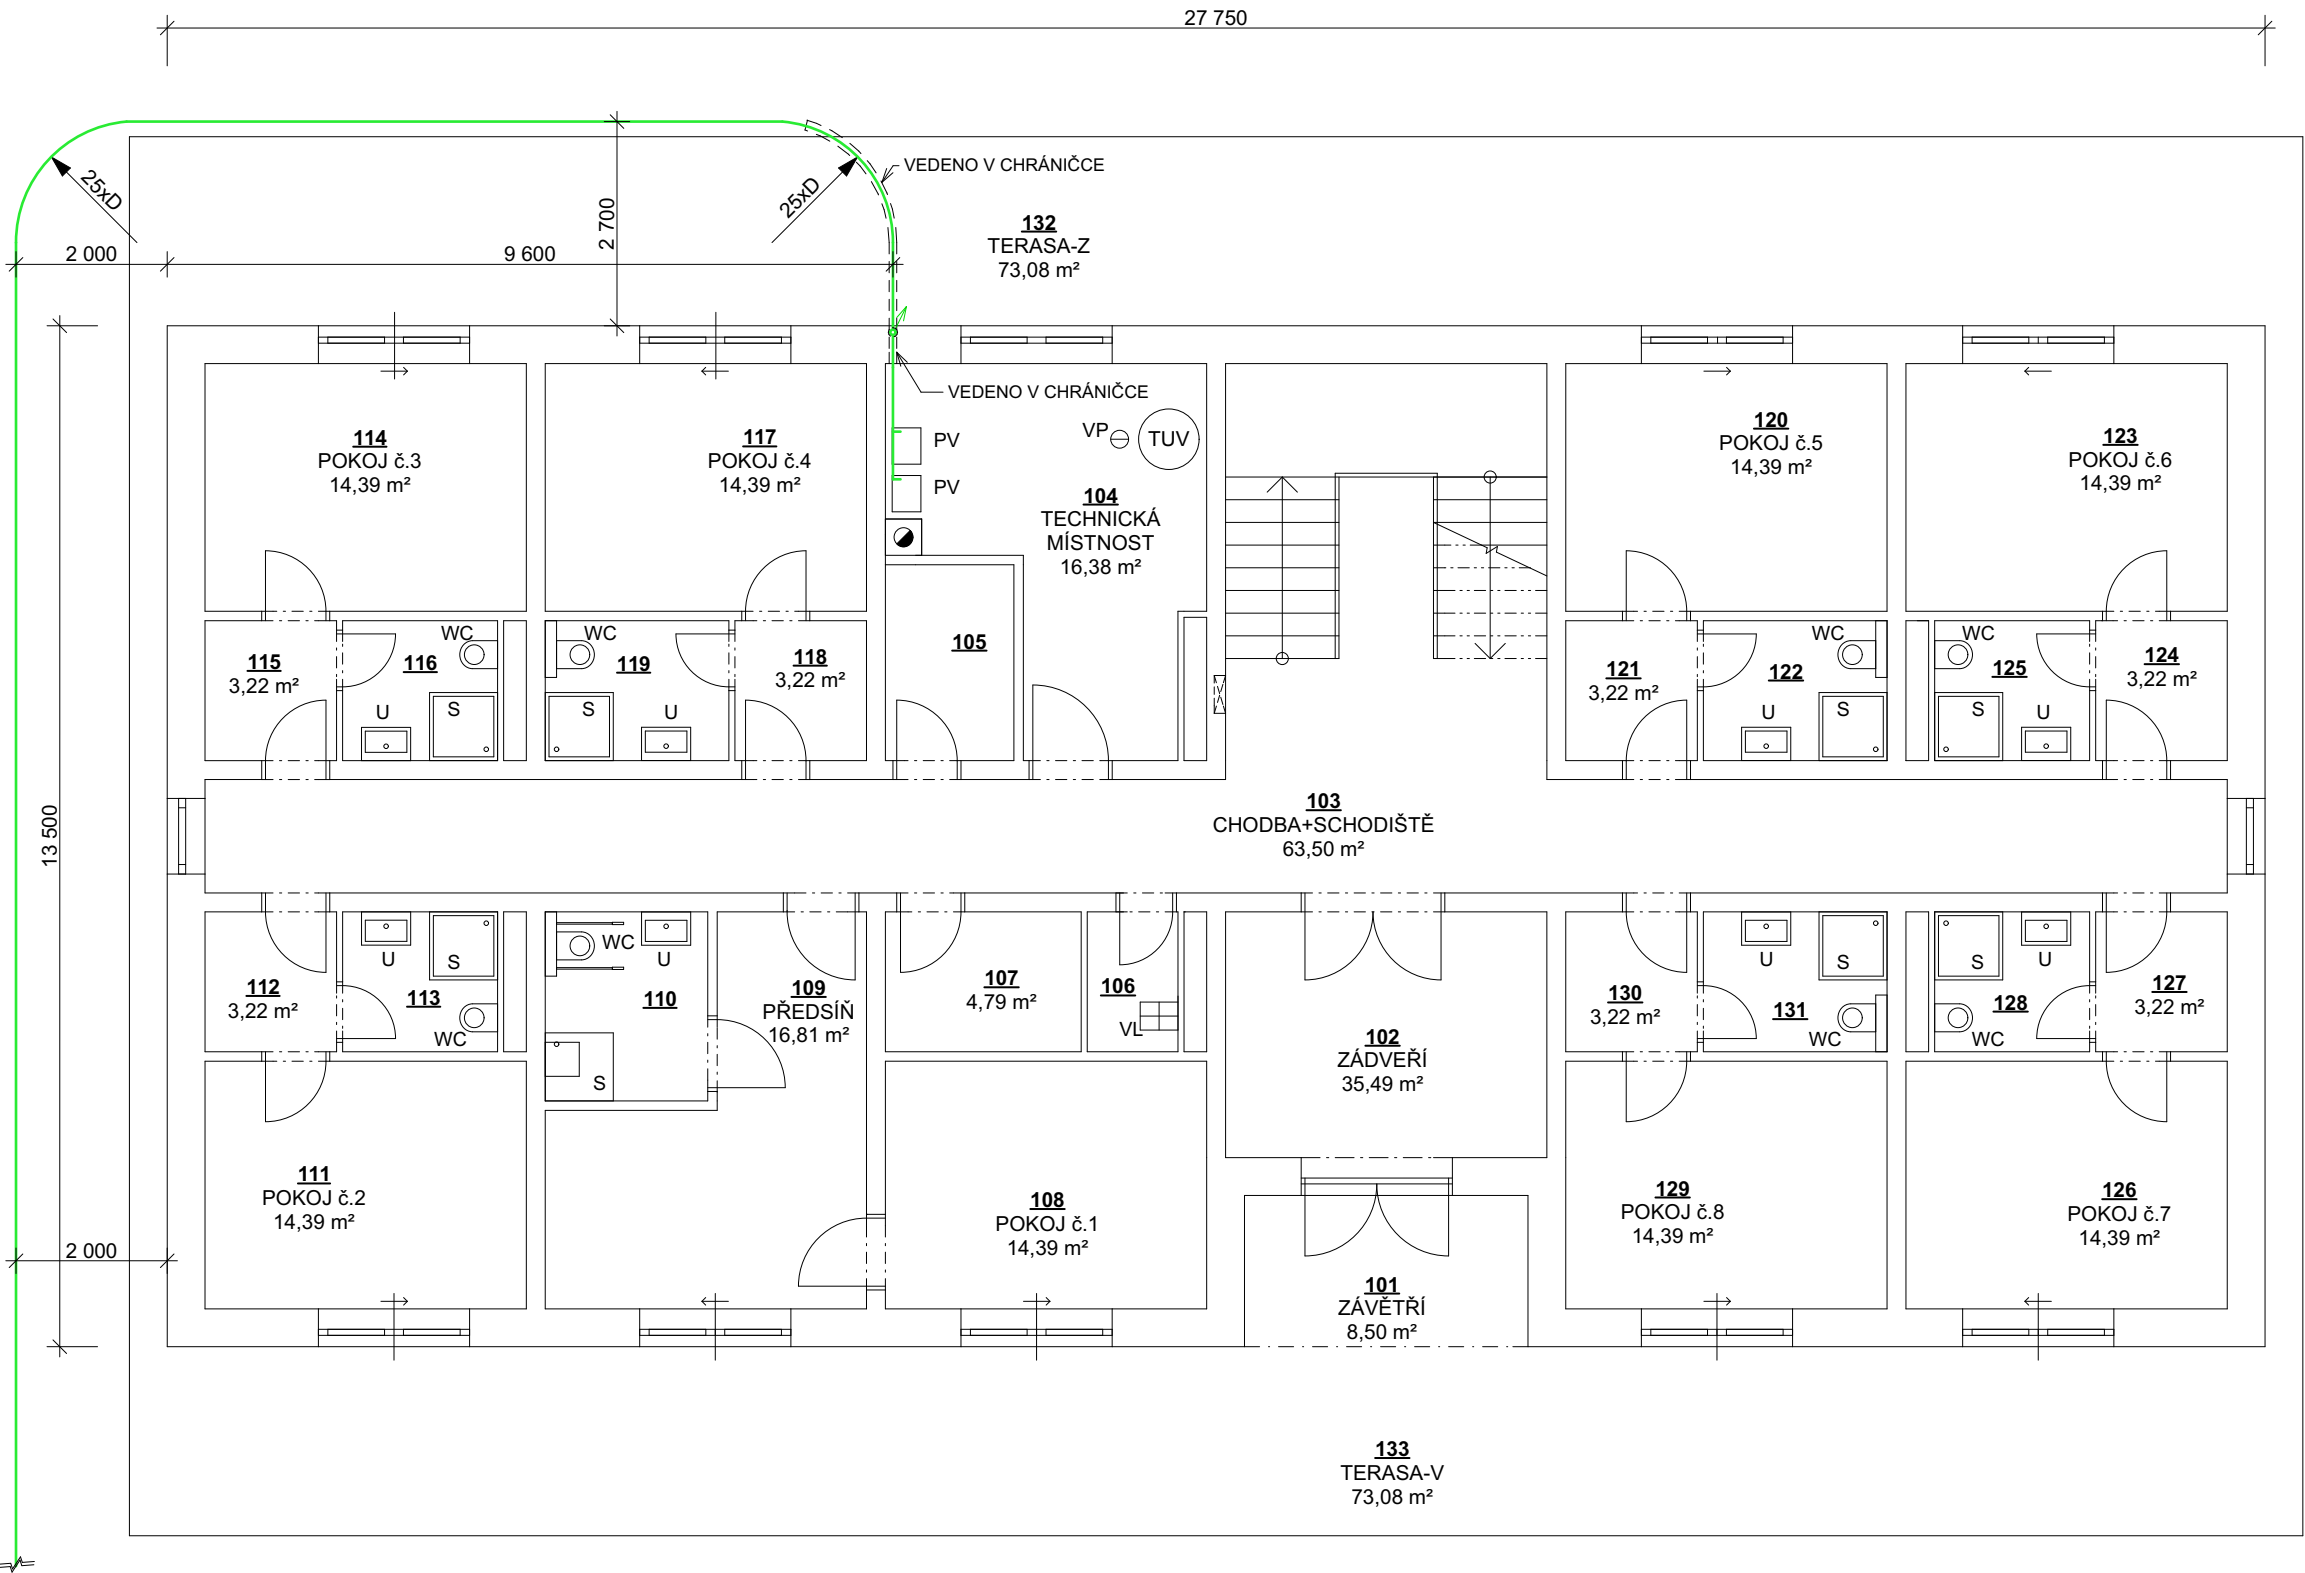 27 750
25xD
25xD
VEDENO V CHRÁNIČCE
2 700
132
TERASA-Z
73,08 m²
2 000
9 600
VEDENO V CHRÁNIČCE
114
POKOJ č.3
14,39 m²
117
POKOJ č.4
14,39 m²
PV
PV
VP
TUV
104
TECHNICKÁ
MÍSTNOST
16,38 m²
120
POKOJ č.5
14,39 m²
123
POKOJ č.6
14,39 m²
115
3,22 m²
116
WC
U
S
119
WC
S
U
118
3,22 m²
105
121
3,22 m²
122
WC
U
S
125
WC
S
U
124
3,22 m²
13 500
103
CHODBA+SCHODIŠTĚ
63,50 m²
112
3,22 m²
113
U
S
WC
110
WC
U
S
109
PŘEDSÍŇ
16,81 m²
107
4,79 m²
106
VL
102
ZÁDVEŘÍ
35,49 m²
130
3,22 m²
131
U
S
WC
128
S
U
WC
127
3,22 m²
111
POKOJ č.2
14,39 m²
108
POKOJ č.1
14,39 m²
129
POKOJ č.8
14,39 m²
126
POKOJ č.7
14,39 m²
2 000
101
ZÁVĚTŘÍ
8,50 m²
133
TERASA-V
73,08 m²